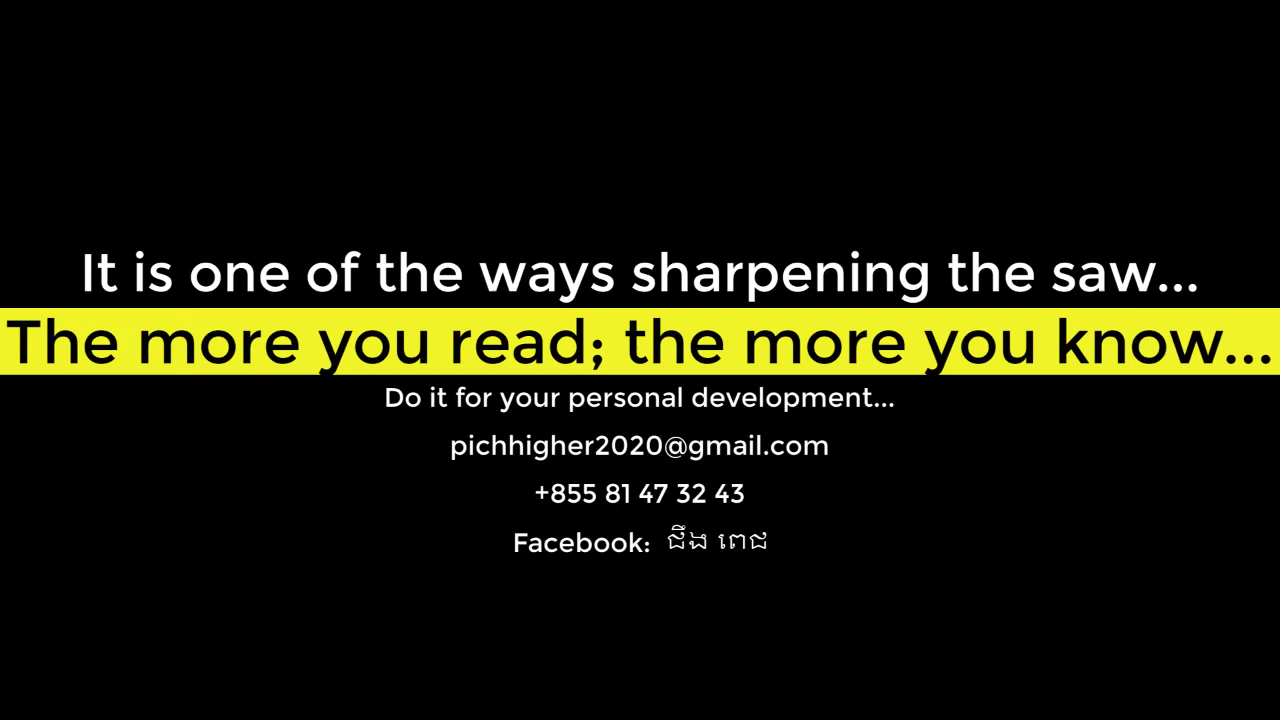 It is one of the ways sharpening the saw...
The more you read; the more you know...
Do it for your personal development...
pichhigher2020@gmail.com
+855 81 47 32 43
Facebook: ជឹង ពេជ